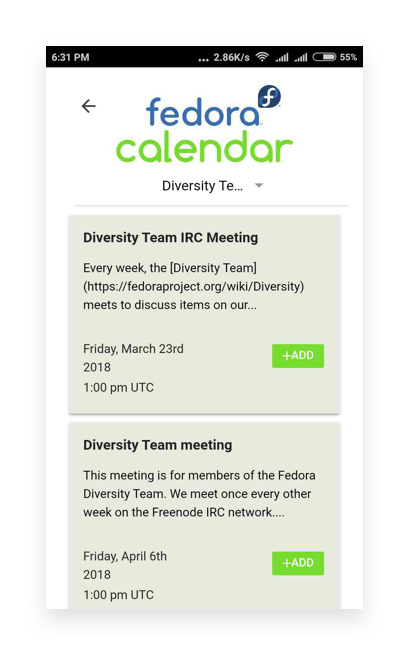 6:31 PM ... 2.86K/s 55%
fedora
calendar
Diversity Te...
Diversity Team IRC Meeting
Every week, the [Diversity Team]
(https://fedoraproject.org/wiki/Diversity)
meets to discuss items on our...
Friday, March 23rd
2018
+ADD
1:00 pm UTC
Diversity Team meeting
This meeting is for members of the Fedora
Diversity Team. We meet once every other
week on the Freenode IRC network....
Friday, April 6th
2018
+ADD
1:00 pm UTC